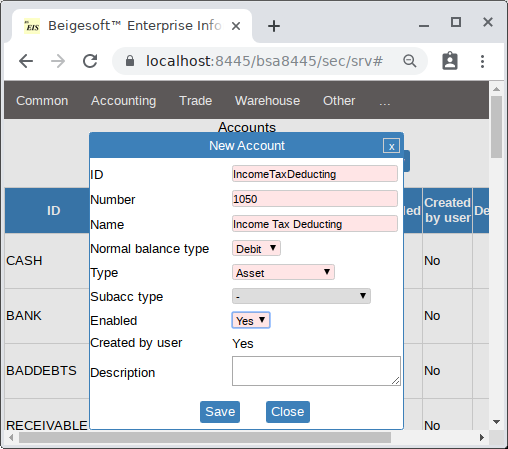 EIS
Beigesoft™ Enterprise Info
localhost:8445/bsa8445/sec/srv#
Common Accounting Trade Warehouse Other ...
Accounts
New Account x
ID IncomeTaxDeducting
Number 1050
Name Income Tax Deducting
Normal balance type Debit
Type Asset
Subacc type -
Enabled Yes
Created by user Yes
Description
Save Close
ID
Created
by user
CASH No
BANK No
BADDEBTS No
RECEIVABLE No